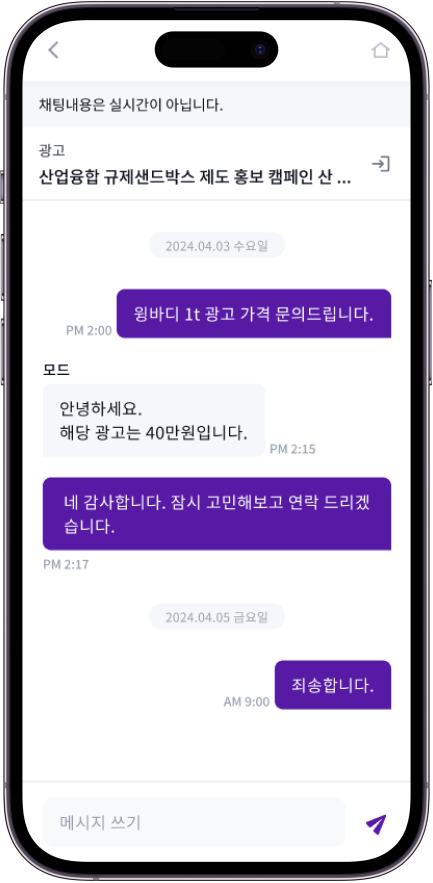 채팅내용은 실시간이 아닙니다.
광고
산업융합 규제샌드박스 제도 홍보 캠페인 산 ...
2024.04.03 수요일
윙바디 1t 광고 가격 문의드립니다.
PM 2:00
모드
안녕하세요.
해당 광고는 40만원입니다.
PM 2:15
네 감사합니다. 잠시 고민해보고 연락 드리겠
습니다.
PM 2:17
2024.04.05 금요일
죄송합니다.
AM 9:00
메시지 쓰기